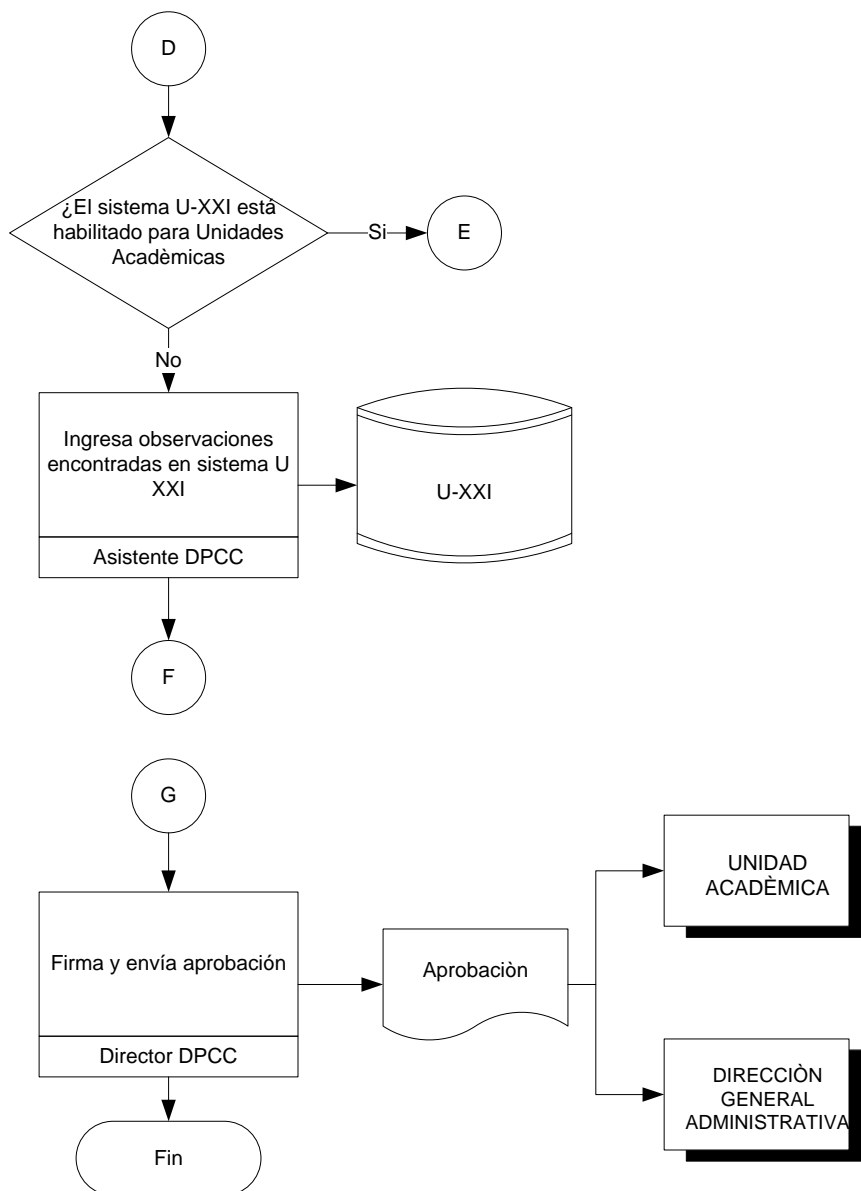 D
¿El sistema U-XXI está
habilitado para Unidades
Acadèmicas
Si
E
No
Ingresa observaciones
encontradas en sistema U
XXI
U-XXI
Asistente DPCC
F
G
UNIDAD
ACADÈMICA
Firma y envía aprobación
Aprobaciòn
Director DPCC
DIRECCIÒN
GENERAL
ADMINISTRATIVA
Fin